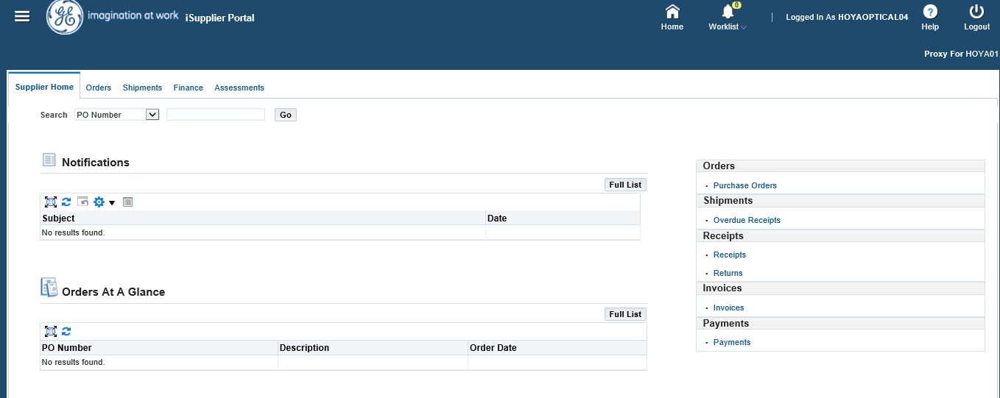 imagination at work iSupplier Portal
Home
Worklist
0
Logged In As HOYAOPTICAL04
?
Help
Logout
Proxy For HOYA01
Supplier Home Orders Shipments Finance Assessments
Search PO Number Go
Notifications
Full List
Subject Date
No results found.
Orders At A Glance
Full List
PO Number Description Order Date
No results found.
Orders
Purchase Orders
Shipments
Overdue Receipts
Receipts
Receipts
Returns
Invoices
Invoices
Payments
Payments